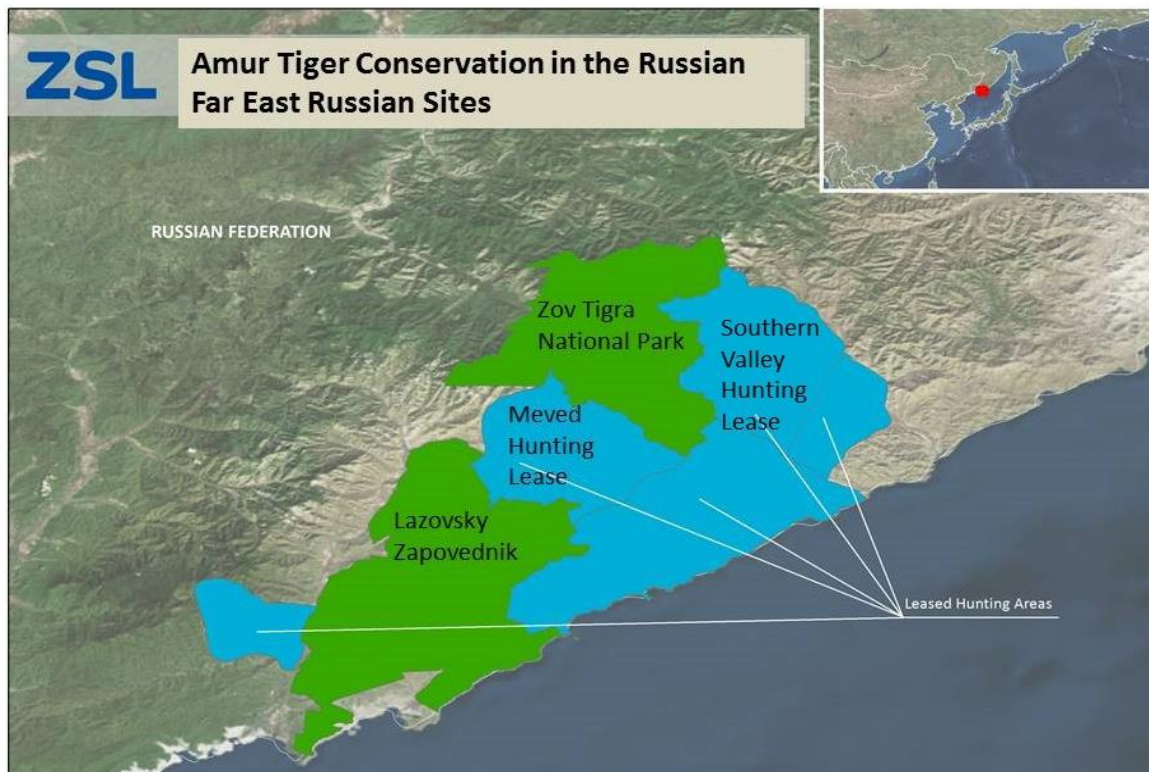 ZSL
Amur Tiger Conservation in the Russian
Far East Russian Sites
RUSSIAN FEDERATION
Zov Tigra
National Park
Southern
Valley
Hunting
Lease
Meved
Hunting
Lease
Lazovsky
Zapovednik
Leased Hunting Areas